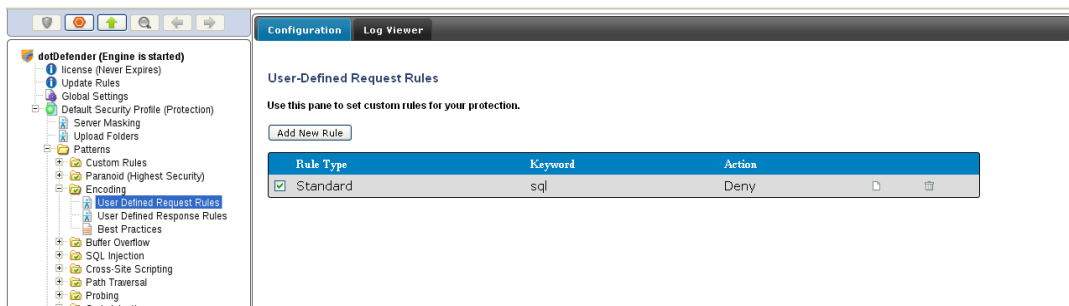 Configuration
Log Viewer
dotDefender (Engine is started)
license (Never Expires)
Update Rules
Global Settings
Default Security Profile (Protection)
Server Masking
Upload Folders
Patterns
Custom Rules
Paranoid (Highest Security)
Encoding
User Defined Request Rules
User Defined Response Rules
Best Practices
Buffer Overflow
SQL Injection
Cross-Site Scripting
Path Traversal
Probing
User-Defined Request Rules
Use this pane to set custom rules for your protection.
Add New Rule
Rule Type Keyword Action
Standard sql Deny